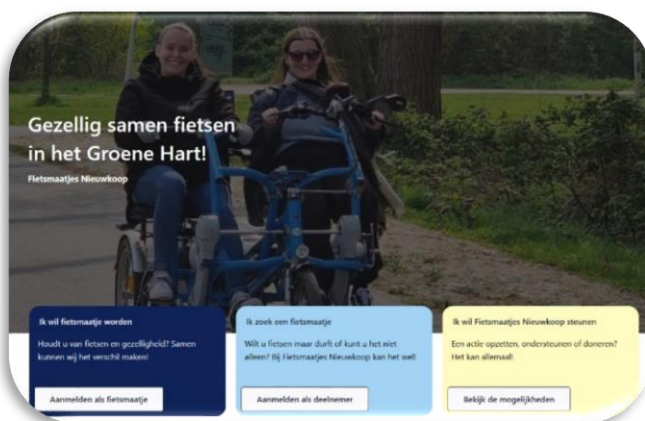 Gezellig samen fietsen
in het Groene Hart!
Fietsmaatjes Nieuwkoop
Ik wil fietsmaatje worden
Houdt u van fietsen en gezelligheid? Samen
kunnen wij het verschil maken!
Aanmelden als fietsmaatje
Ik zoek een fietsmaatje
Wilt u fietsen maar durft of kunt u het niet
alleen? Bij Fietsmaatjes Nieuwkoop kan het wel!
Aanmelden als deelnemer
Ik wil Fietsmaatjes Nieuwkoop steunen
Een actie opzetten, ondersteunen of doneren?
Het kan allemaal!
Bekijk de mogelijkheden